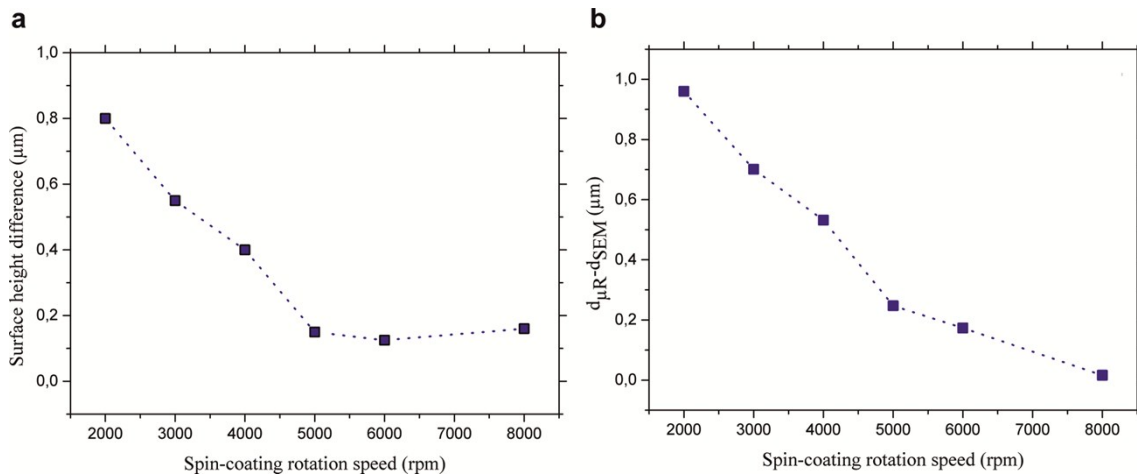 a
1,0
0,8
0,6
0,4
0,2
0,0
Surface height difference (µm)
2000 3000 4000 5000 6000 7000 8000
Spin-coating rotation speed (rpm)
b
1,0
0,8
0,6
0,4
0,2
0,0
dµR-dSEM (µm)
2000 3000 4000 5000 6000 7000 8000
Spin-coating rotation speed (rpm)